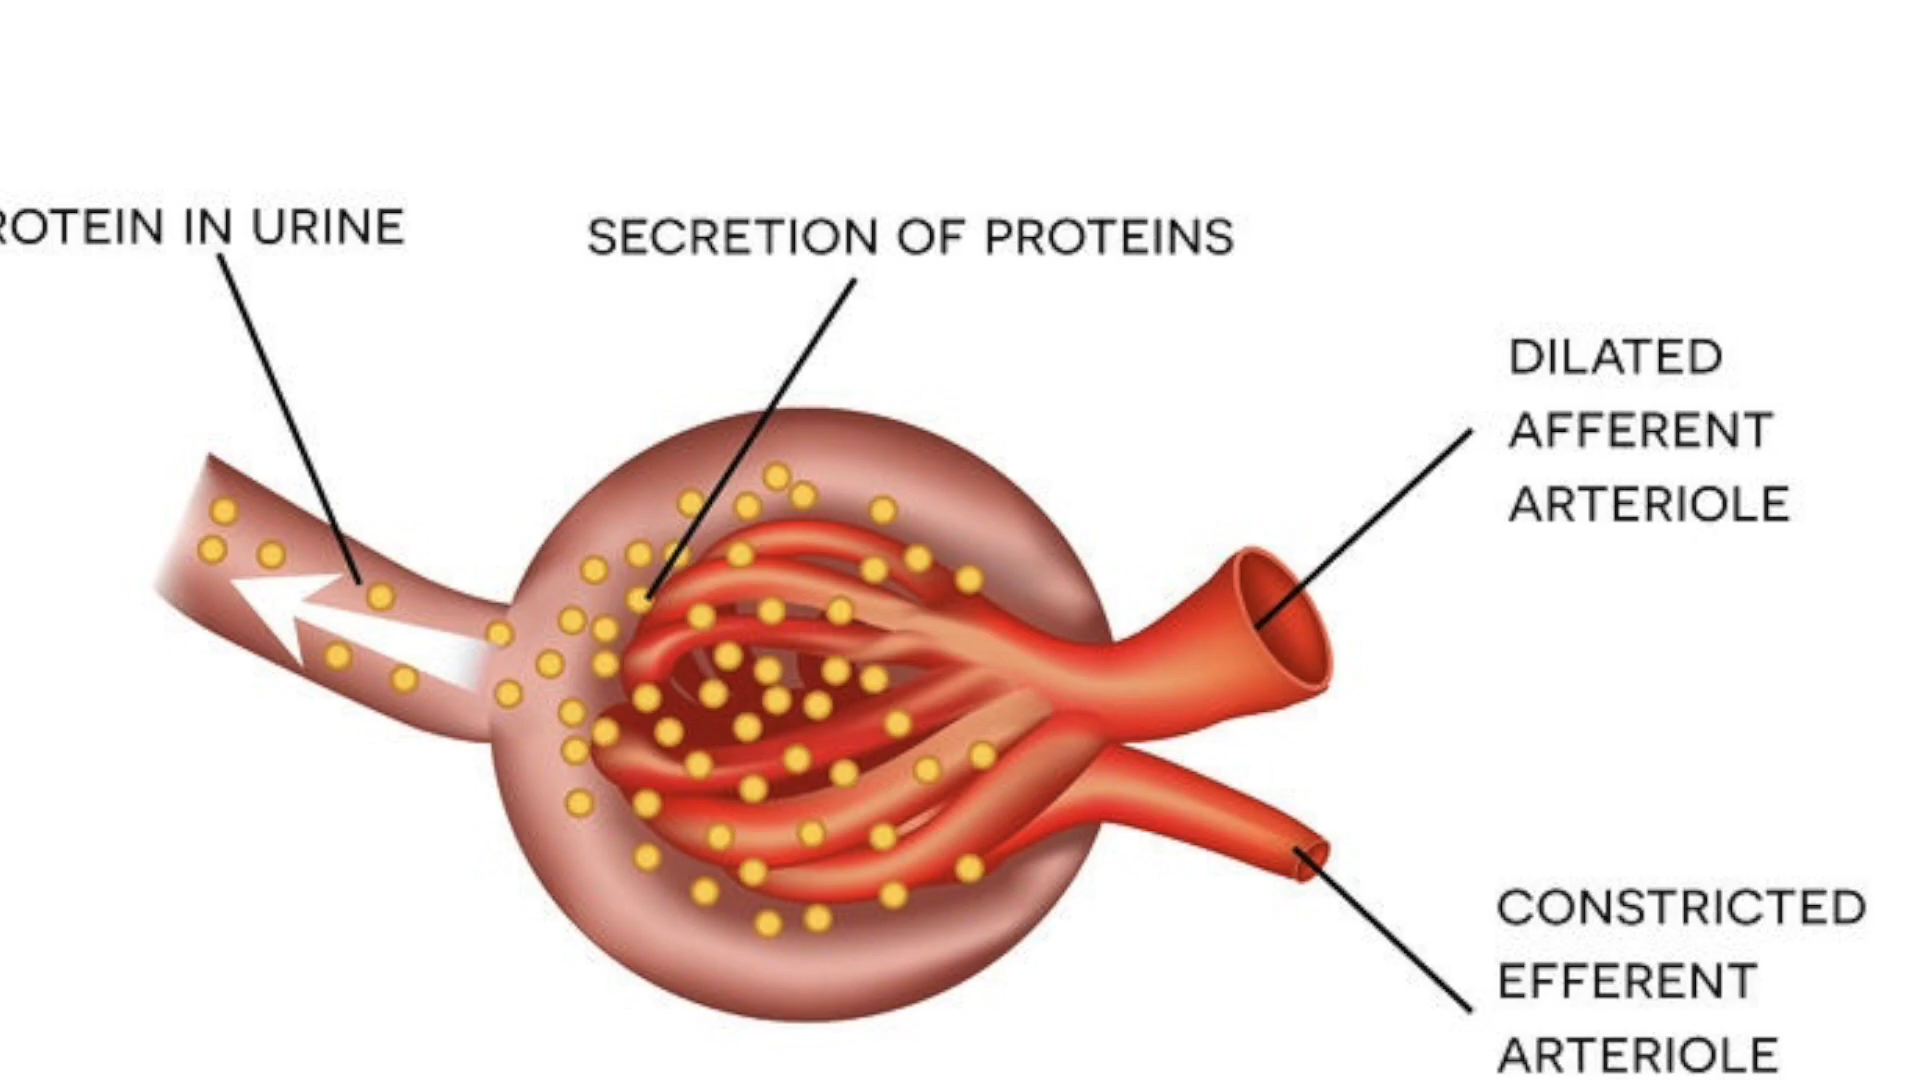 ROTEIN IN URINE
SECRETION OF PROTEINS
DILATED
AFFERENT
ARTERIOLE
CONSTRICTED
EFFERENT
ARTERIOLE